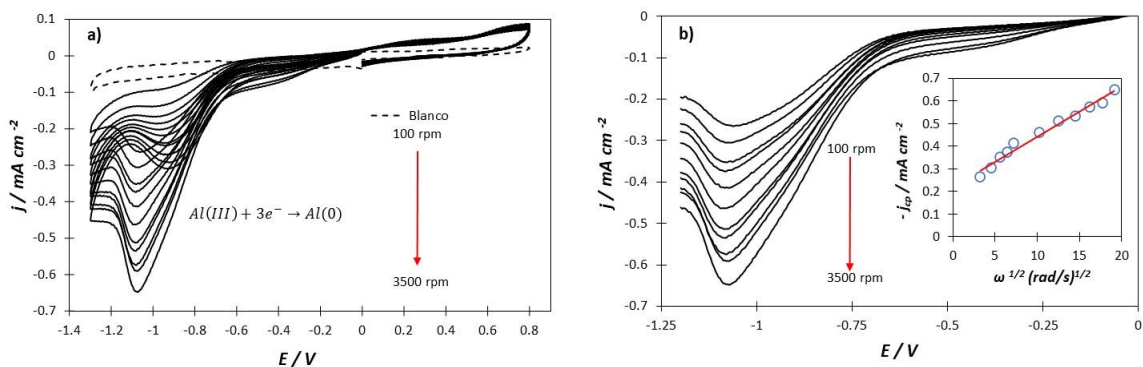 a)
0.1
0
-0.1
-0.2
-0.3
-0.4
-0.5
-0.6
-0.7
j / mA cm -2
-1.4 -1.2 -1 -0.8 -0.6 -0.4 -0.2 0 0.2 0.4 0.6 0.8
E / V
Blanco
100 rpm
3500 rpm
Al(III) + 3e⁻ → Al(0)
b)
0
-0.1
-0.2
-0.3
-0.4
-0.5
-0.6
-0.7
j / mA cm -2
-1.25 -1 -0.75 -0.5 -0.25 0
E / V
100 rpm
3500 rpm
0.7
0.6
0.5
0.4
0.3
0.2
0.1
0
- jcp / mA cm -2
0 5 10 15 20
ω 1/2 (rad/s)1/2